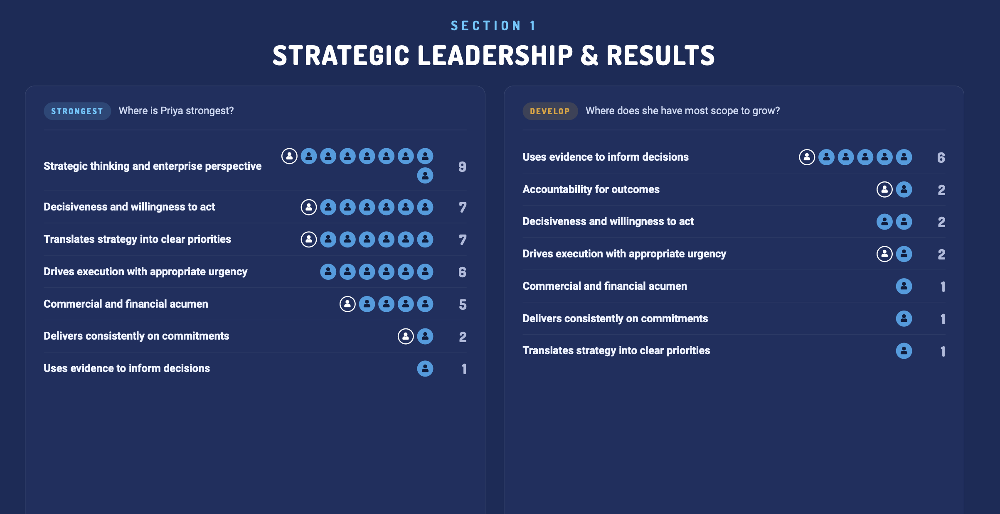 SECTION 1
STRATEGIC LEADERSHIP & RESULTS
STRONGEST Where is Priya strongest?
Strategic thinking and enterprise perspective 9
Decisiveness and willingness to act 7
Translates strategy into clear priorities 7
Drives execution with appropriate urgency 6
Commercial and financial acumen 5
Delivers consistently on commitments 2
Uses evidence to inform decisions 1
DEVELOP Where does she have most scope to grow?
Uses evidence to inform decisions 6
Accountability for outcomes 2
Decisiveness and willingness to act 2
Drives execution with appropriate urgency 2
Commercial and financial acumen 1
Delivers consistently on commitments 1
Translates strategy into clear priorities 1